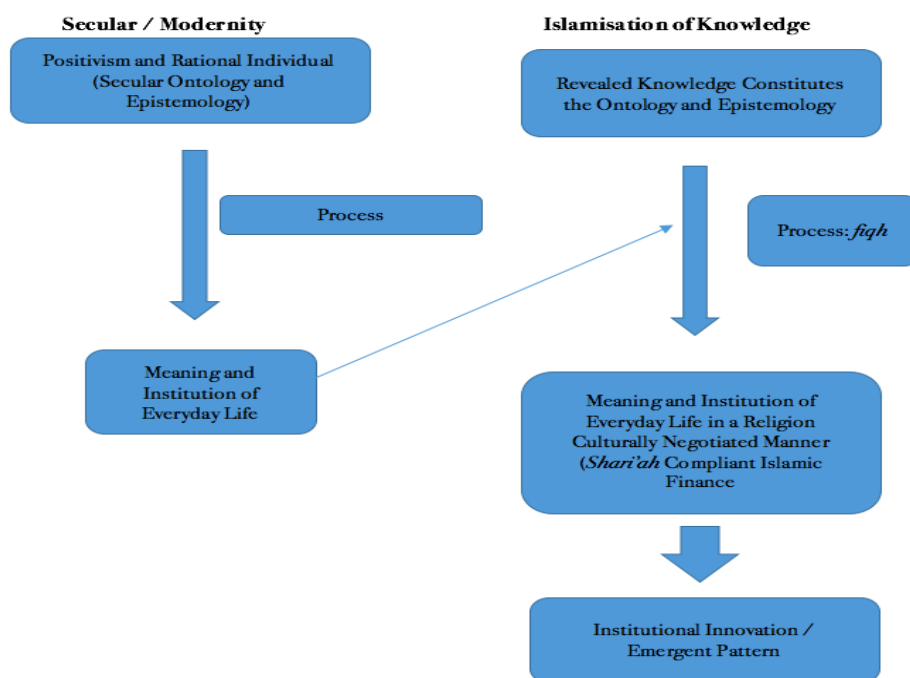 Secular / Modernity
Positivism and Rational Individual
(Secular Ontology and
Epistemology)
Process
Meaning and
Institution of
Everyday Life
Islamisation of Knowledge
Revealed Knowledge Constitutes
the Ontology and Epistemology
Process: fiqh
Meaning and Institution of
Everyday Life in a Religion
Culturally Negotiated Manner
(Shari'ah Compliant Islamic
Finance
Institutional Innovation /
Emergent Pattern